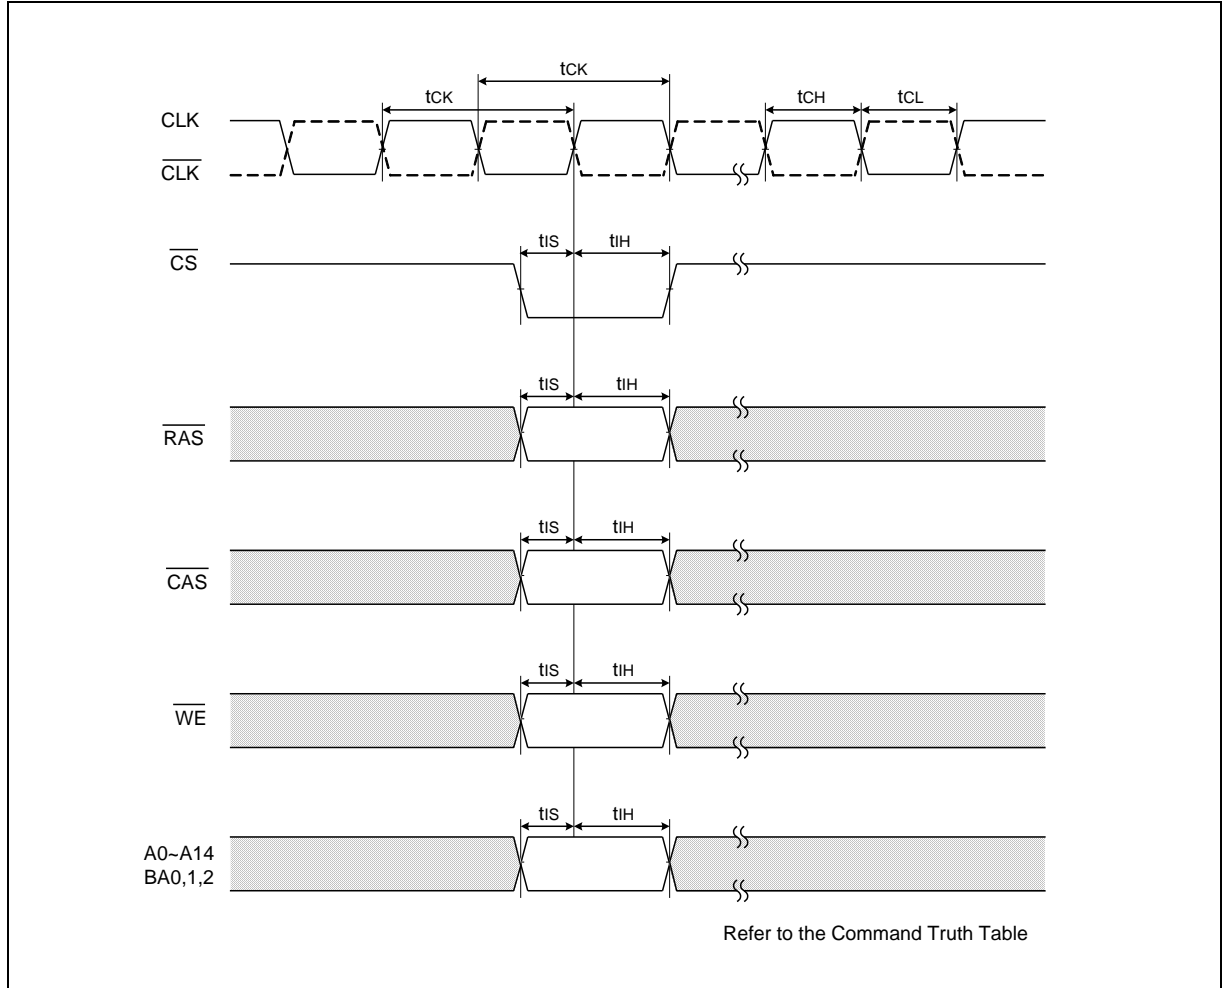 tCK
tCK
tCH
tCL
CLK
CLK
tIS
tIH
CS
tIS
tIH
RAS
tIS
tIH
CAS
tIS
tIH
WE
tIS
tIH
A0~A14
BA0,1,2
Refer to the Command Truth Table